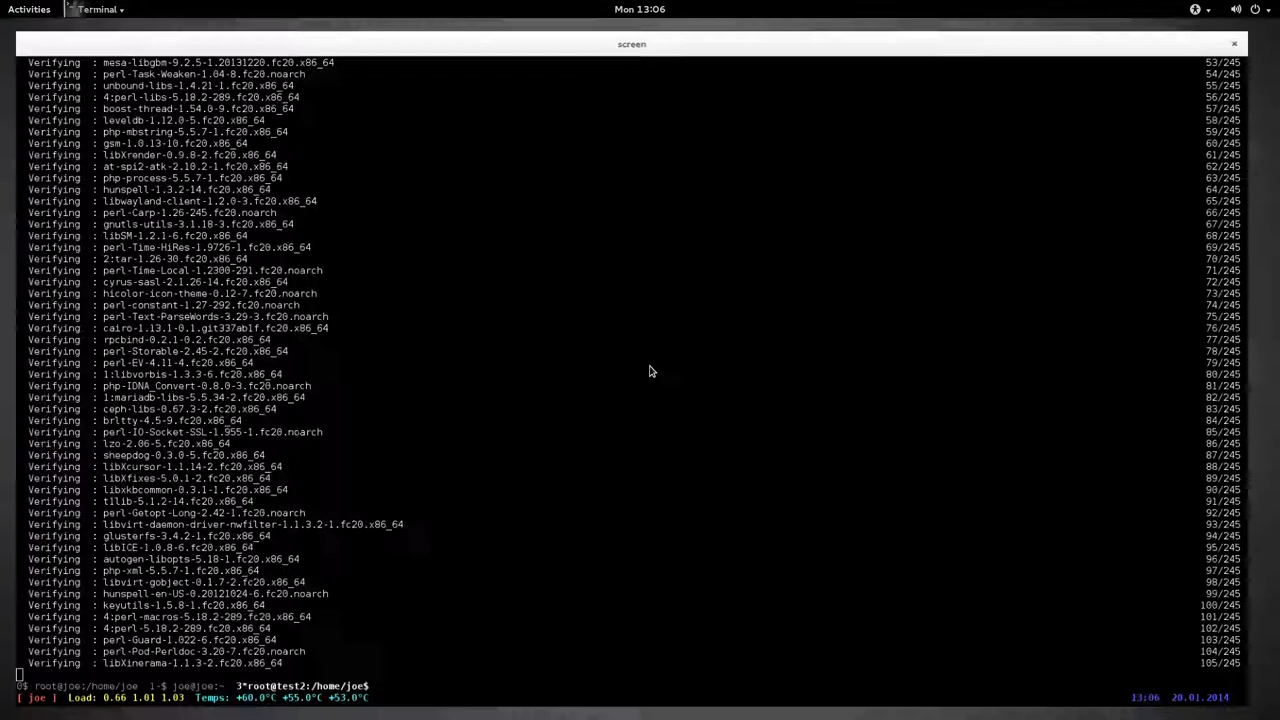 Activities Terminal Mon 13:06
screen ×
Verifying : mesa-libgbm-9.2.5-1.20131220.fc20.x86_64 53/245
Verifying : perl-Task-Weaken-1.04-8.fc20.noarch 54/245
Verifying : unbound-libs-1.4.21-1.fc20.x86_64 55/245
Verifying : 4:perl-libs-5.18.2-289.fc20.x86_64 56/245
Verifying : boost-thread-1.54.0-9.fc20.x86_64 57/245
Verifying : leveldb-1.12.0-5.fc20.x86_64 58/245
Verifying : php-mbstring-5.5.7-1.fc20.x86_64 59/245
Verifying : gsm-1.0.13-10.fc20.x86_64 60/245
Verifying : libXrender-0.9.8-2.fc20.x86_64 61/245
Verifying : at-spi2-atk-2.10.2-1.fc20.x86_64 62/245
Verifying : php-process-5.5.7-1.fc20.x86_64 63/245
Verifying : hunspell-1.3.2-14.fc20.x86_64 64/245
Verifying : libwayland-client-1.2.0-3.fc20.x86_64 65/245
Verifying : perl-Carp-1.26-245.fc20.noarch 66/245
Verifying : gnutls-utils-3.1.18-3.fc20.x86_64 67/245
Verifying : libSM-1.2.1-6.fc20.x86_64 68/245
Verifying : perl-Time-HiRes-1.9726-1.fc20.x86_64 69/245
Verifying : 2:tar-1.26-30.fc20.x86_64 70/245
Verifying : perl-Time-Local-1.2300-291.fc20.noarch 71/245
Verifying : cyrus-sasl-2.1.26-14.fc20.x86_64 72/245
Verifying : hicolor-icon-theme-0.12-7.fc20.noarch 73/245
Verifying : perl-constant-1.27-292.fc20.noarch 74/245
Verifying : perl-Text-ParseWords-3.29-3.fc20.noarch 75/245
Verifying : cairo-1.13.1-0.1.git337ab1f.fc20.x86_64 76/245
Verifying : rpcbind-0.2.1-0.2.fc20.x86_64 77/245
Verifying : perl-Storable-2.45-2.fc20.x86_64 78/245
Verifying : perl-EV-4.11-4.fc20.x86_64 79/245
Verifying : 1:libvorbis-1.3.3-6.fc20.x86_64 80/245
Verifying : php-IDNA_Convert-0.8.0-3.fc20.noarch 81/245
Verifying : 1:mariadb-libs-5.5.34-2.fc20.x86_64 82/245
Verifying : ceph-libs-0.67.3-2.fc20.x86_64 83/245
Verifying : brltty-4.5-9.fc20.x86_64 84/245
Verifying : perl-IO-Socket-SSL-1.955-1.fc20.noarch 85/245
Verifying : lzo-2.06-5.fc20.x86_64 86/245
Verifying : sheepdog-0.3.0-5.fc20.x86_64 87/245
Verifying : libXcursor-1.1.14-2.fc20.x86_64 88/245
Verifying : libXfixes-5.0.1-2.fc20.x86_64 89/245
Verifying : libxkbcommon-0.3.1-1.fc20.x86_64 90/245
Verifying : t1lib-5.1.2-14.fc20.x86_64 91/245
Verifying : perl-Getopt-Long-2.42-1.fc20.noarch 92/245
Verifying : libvirt-daemon-driver-nwfilter-1.1.3.2-1.fc20.x86_64 93/245
Verifying : glusterfs-3.4.2-1.fc20.x86_64 94/245
Verifying : libICE-1.0.8-6.fc20.x86_64 95/245
Verifying : autogen-libopts-5.18-1.fc20.x86_64 96/245
Verifying : php-xml-5.5.7-1.fc20.x86_64 97/245
Verifying : libvirt-gobject-0.1.7-2.fc20.x86_64 98/245
Verifying : hunspell-en-US-0.20121024-6.fc20.noarch 99/245
Verifying : keyutils-1.5.8-1.fc20.x86_64 100/245
Verifying : 4:perl-macros-5.18.2-289.fc20.x86_64 101/245
Verifying : 4:perl-5.18.2-289.fc20.x86_64 102/245
Verifying : perl-Guard-1.022-6.fc20.x86_64 103/245
Verifying : perl-Pod-Perldoc-3.20-7.fc20.noarch 104/245
Verifying : libXinerama-1.1.3-2.fc20.x86_64 105/245
0$ root@joe:/home/joe 1-$ joe@joe:~ 3*root@test2:/home/joe$
[ joe ] Load: 0.66 1.01 1.03 Temps: +60.0°C +55.0°C +53.0°C 13:06 20.01.2014